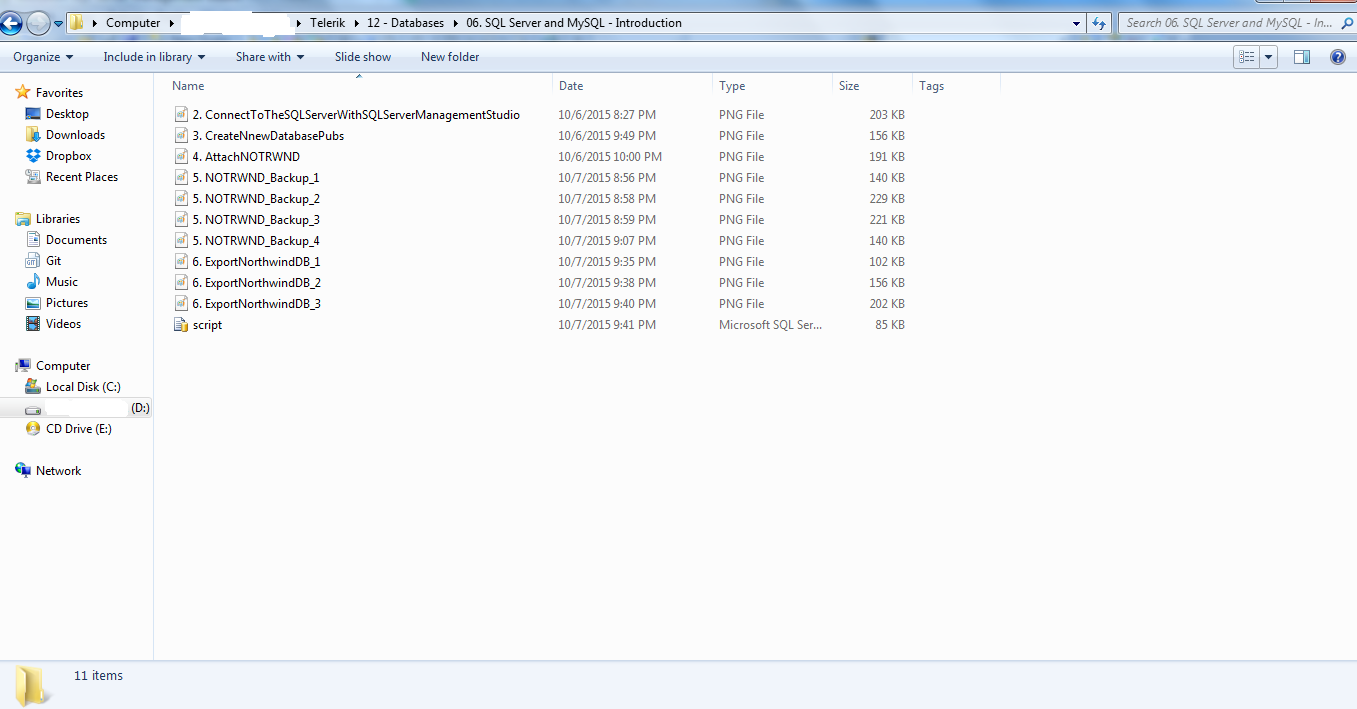 Computer Telerik 12 - Databases 06. SQL Server and MySQL - Introduction Search 06. SQL Server and MySQL - In...
Organize Include in library Share with Slide show New folder
Favorites
Desktop
Downloads
Dropbox
Recent Places
Libraries
Documents
Git
Music
Pictures
Videos
Computer
Local Disk (C:)
(D:)
CD Drive (E:)
Network
Name Date Type Size Tags
2. ConnectToTheSQLServerWithSQLServerManagementStudio 10/6/2015 8:27 PM PNG File 203 KB
3. CreateNnewDatabasePubs 10/6/2015 9:49 PM PNG File 156 KB
4. AttachNOTRWND 10/6/2015 10:00 PM PNG File 191 KB
5. NOTRWND_Backup_1 10/7/2015 8:56 PM PNG File 140 KB
5. NOTRWND_Backup_2 10/7/2015 8:58 PM PNG File 229 KB
5. NOTRWND_Backup_3 10/7/2015 8:59 PM PNG File 221 KB
5. NOTRWND_Backup_4 10/7/2015 9:07 PM PNG File 140 KB
6. ExportNorthwindDB_1 10/7/2015 9:35 PM PNG File 102 KB
6. ExportNorthwindDB_2 10/7/2015 9:38 PM PNG File 156 KB
6. ExportNorthwindDB_3 10/7/2015 9:40 PM PNG File 202 KB
script 10/7/2015 9:41 PM Microsoft SQL Ser... 85 KB
11 items